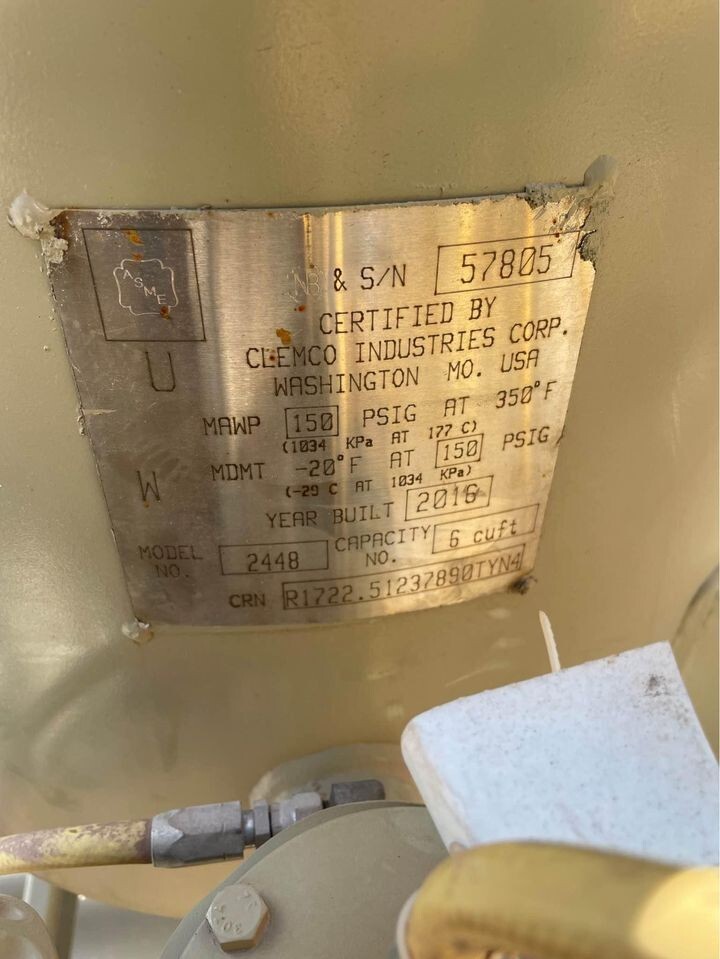 ASME
NB & S/N 57805
CERTIFIED BY
CLEMCO INDUSTRIES CORP.
WASHINGTON MO. USA
U
MAWP 150 PSIG AT 350°F
(1034 KPa AT 177 C)
MDMT -20°F AT 150 PSIG
(-29 C AT 1034 KPa)
W
YEAR BUILT 2016
MODEL NO. 2448 CAPACITY NO. 6 cuft
CRN R1722.51237890TYN4